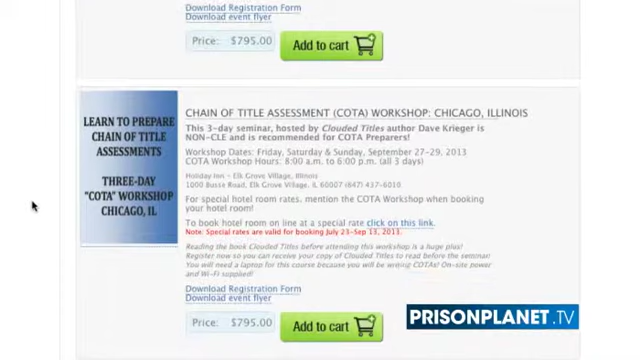 Download Registration Form
Download event flyer
Price: $795.00
Add to cart
LEARN TO PREPARE
CHAIN OF TITLE
ASSESSMENTS
THREE-DAY
"COTA" WORKSHOP
CHICAGO, IL
CHAIN OF TITLE ASSESSMENT (COTA) WORKSHOP: CHICAGO, ILLINOIS
This 3-day seminar, hosted by Clouded Titles author Dave Krieger is
NON-CLE and is recommended for COTA Preparers!
Workshop Dates: Friday, Saturday & Sunday, September 27-29, 2013
COTA Workshop Hours: 8:00 a.m. to 6:00 p.m. (all 3 days)
Holiday Inn - Elk Grove Village, Illinois
1000 Busse Road, Elk Grove Village, IL 60007 (847) 437-6010
For special hotel room rates, mention the COTA Workshop when booking
your hotel room!
To book hotel room on line at a special rate click on this link.
Note: Special rates are valid for booking July 23-Sep 13, 2013.
Reading the book Clouded Titles before attending this workshop is a huge plus!
Register now so you can receive your copy of Clouded Titles to read before the seminar!
You will need a laptop for this course because you will be writing COTAs! On-site power
and Wi-Fi supplied!
Download Registration Form
Download event flyer
Price: $795.00
Add to cart
PRISONPLANET.TV